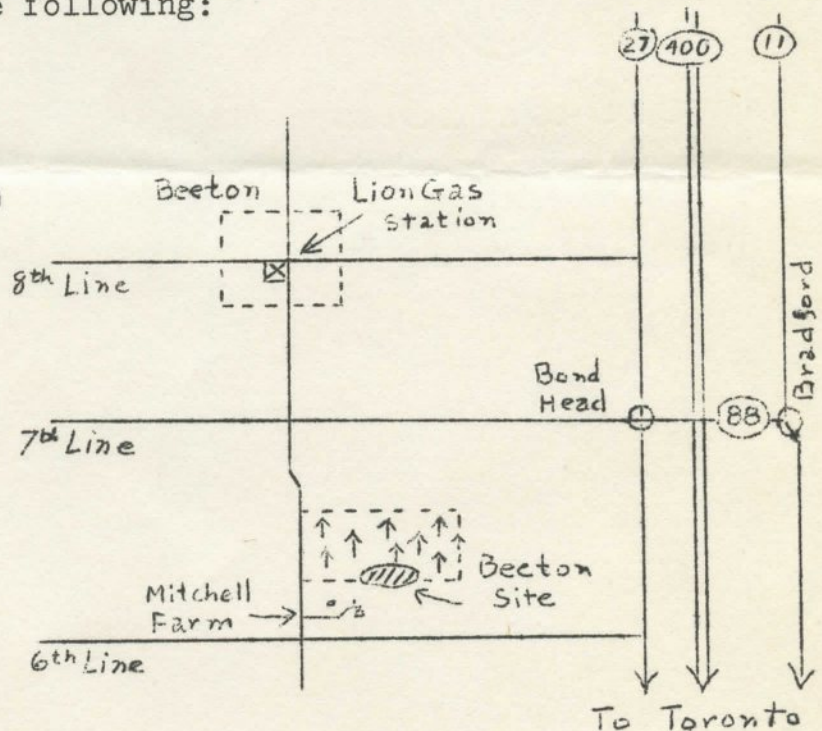 e following:
27 400 11
Beeton
Lion Gas
Station
8th Line
Bradford
Bond
Head
88
7th Line
Beeton
Site
Mitchell
Farm
6th Line
To Toronto